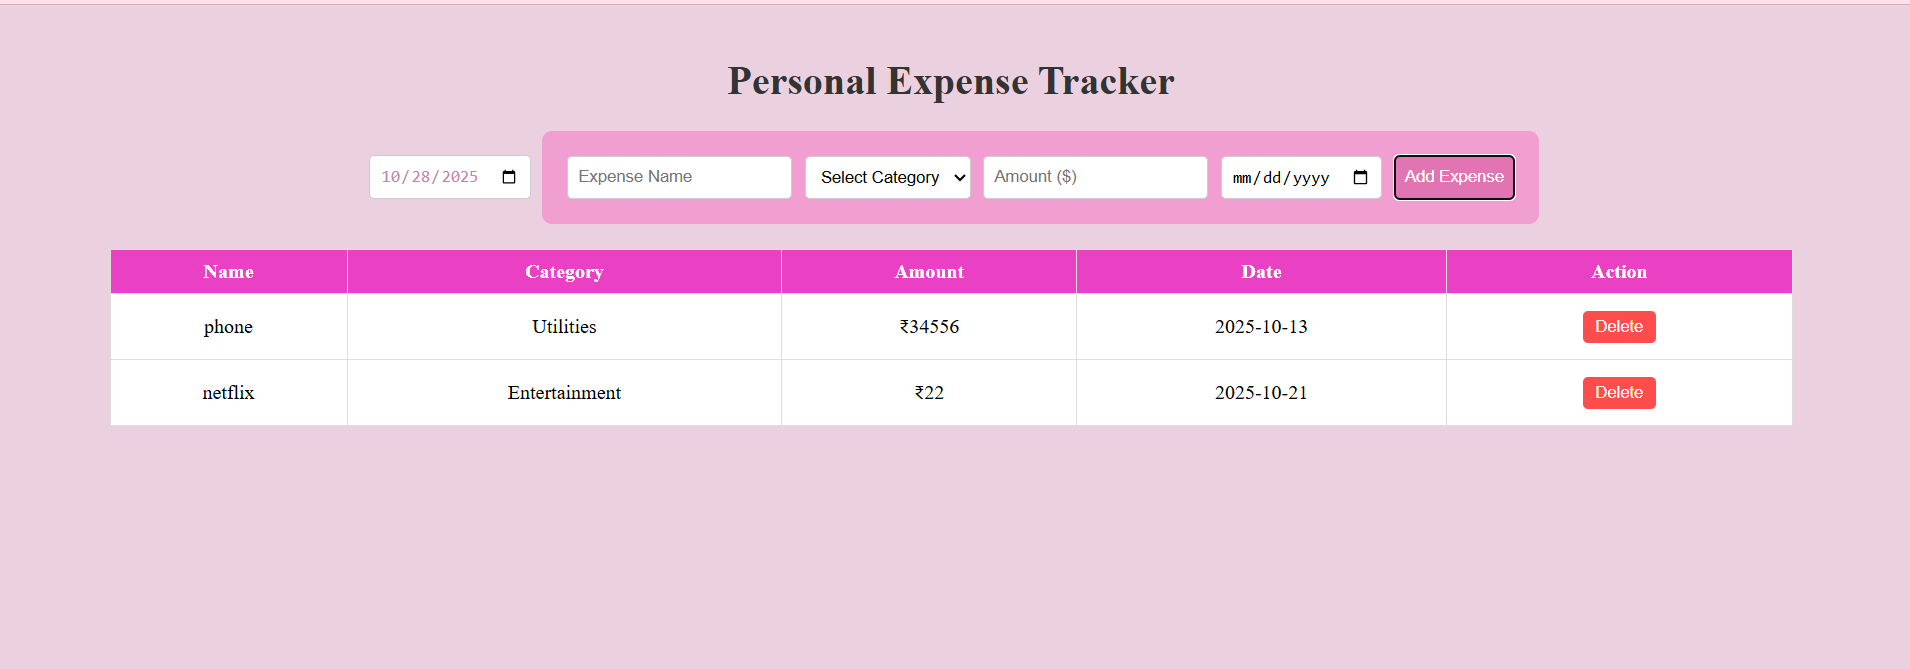 Personal Expense Tracker
10/28/2025 Expense Name Select Category Amount ($) mm/dd/yyyy Add Expense
Name Category Amount Date Action
phone Utilities ₹34556 2025-10-13 Delete
netflix Entertainment ₹22 2025-10-21 Delete